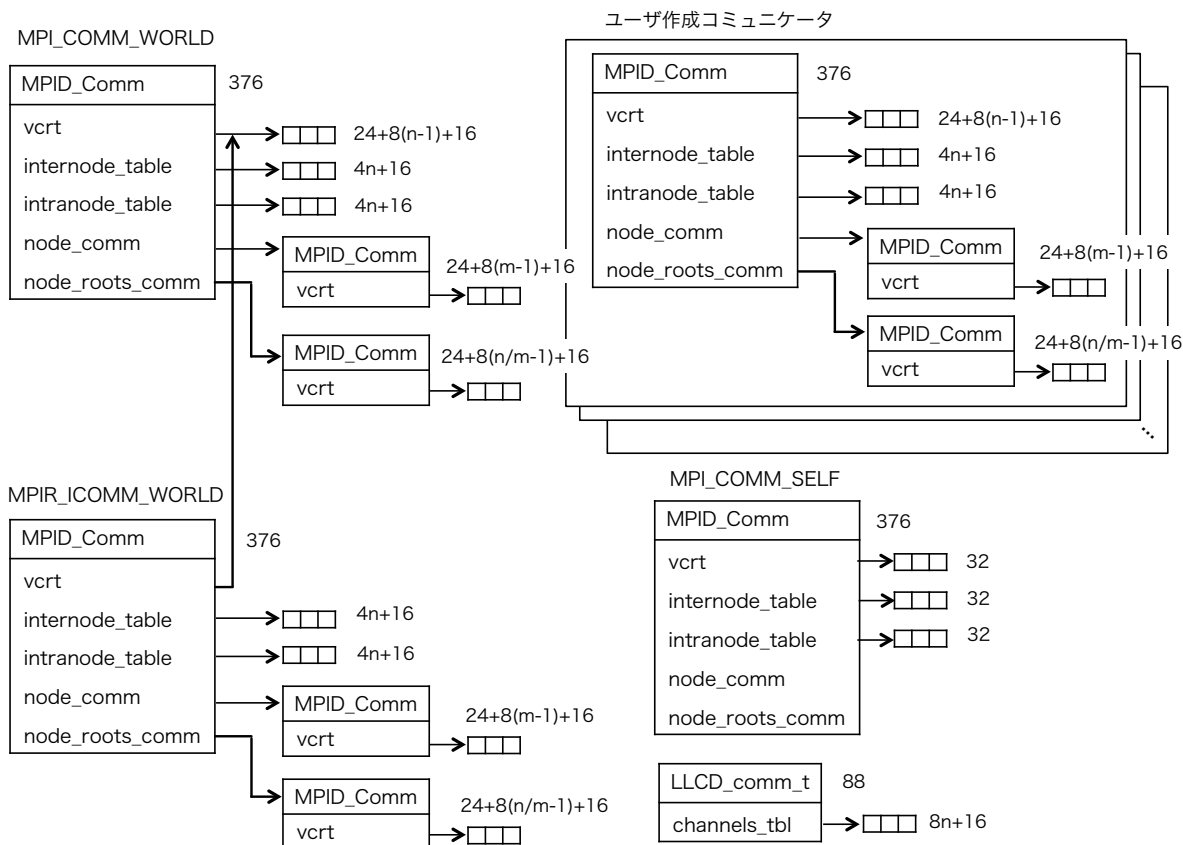 MPI_COMM_WORLD
MPID_Comm
376
vcrt
24+8(n-1)+16
internode_table
4n+16
intranode_table
4n+16
node_comm
node_roots_comm
MPID_Comm
vcrt
24+8(m-1)+16
MPID_Comm
vcrt
24+8(n/m-1)+16
ユーザ作成コミュニケータ
MPID_Comm
376
vcrt
24+8(n-1)+16
internode_table
4n+16
intranode_table
4n+16
node_comm
node_roots_comm
MPID_Comm
vcrt
24+8(m-1)+16
MPID_Comm
vcrt
24+8(n/m-1)+16
...
MPIR_ICOMM_WORLD
MPID_Comm
376
vcrt
internode_table
4n+16
intranode_table
4n+16
node_comm
node_roots_comm
MPID_Comm
vcrt
24+8(m-1)+16
MPID_Comm
vcrt
24+8(n/m-1)+16
MPI_COMM_SELF
MPID_Comm
376
vcrt
32
internode_table
32
intranode_table
32
node_comm
node_roots_comm
LLCD_comm_t
88
channels_tbl
8n+16